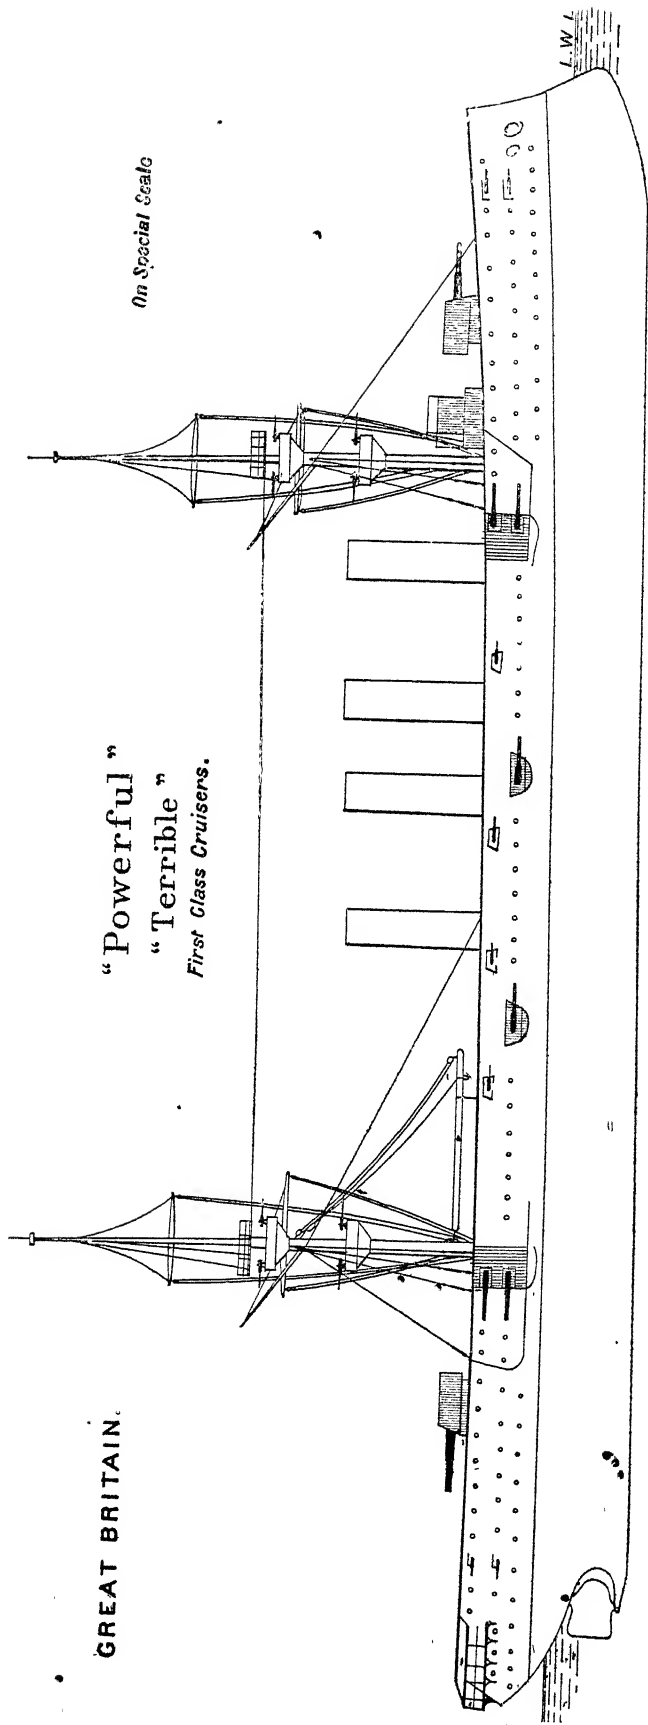 GREAT BRITAIN.
"Powerful"
"Terrible"
First Class Cruisers.
On Special Scale
L.W.L